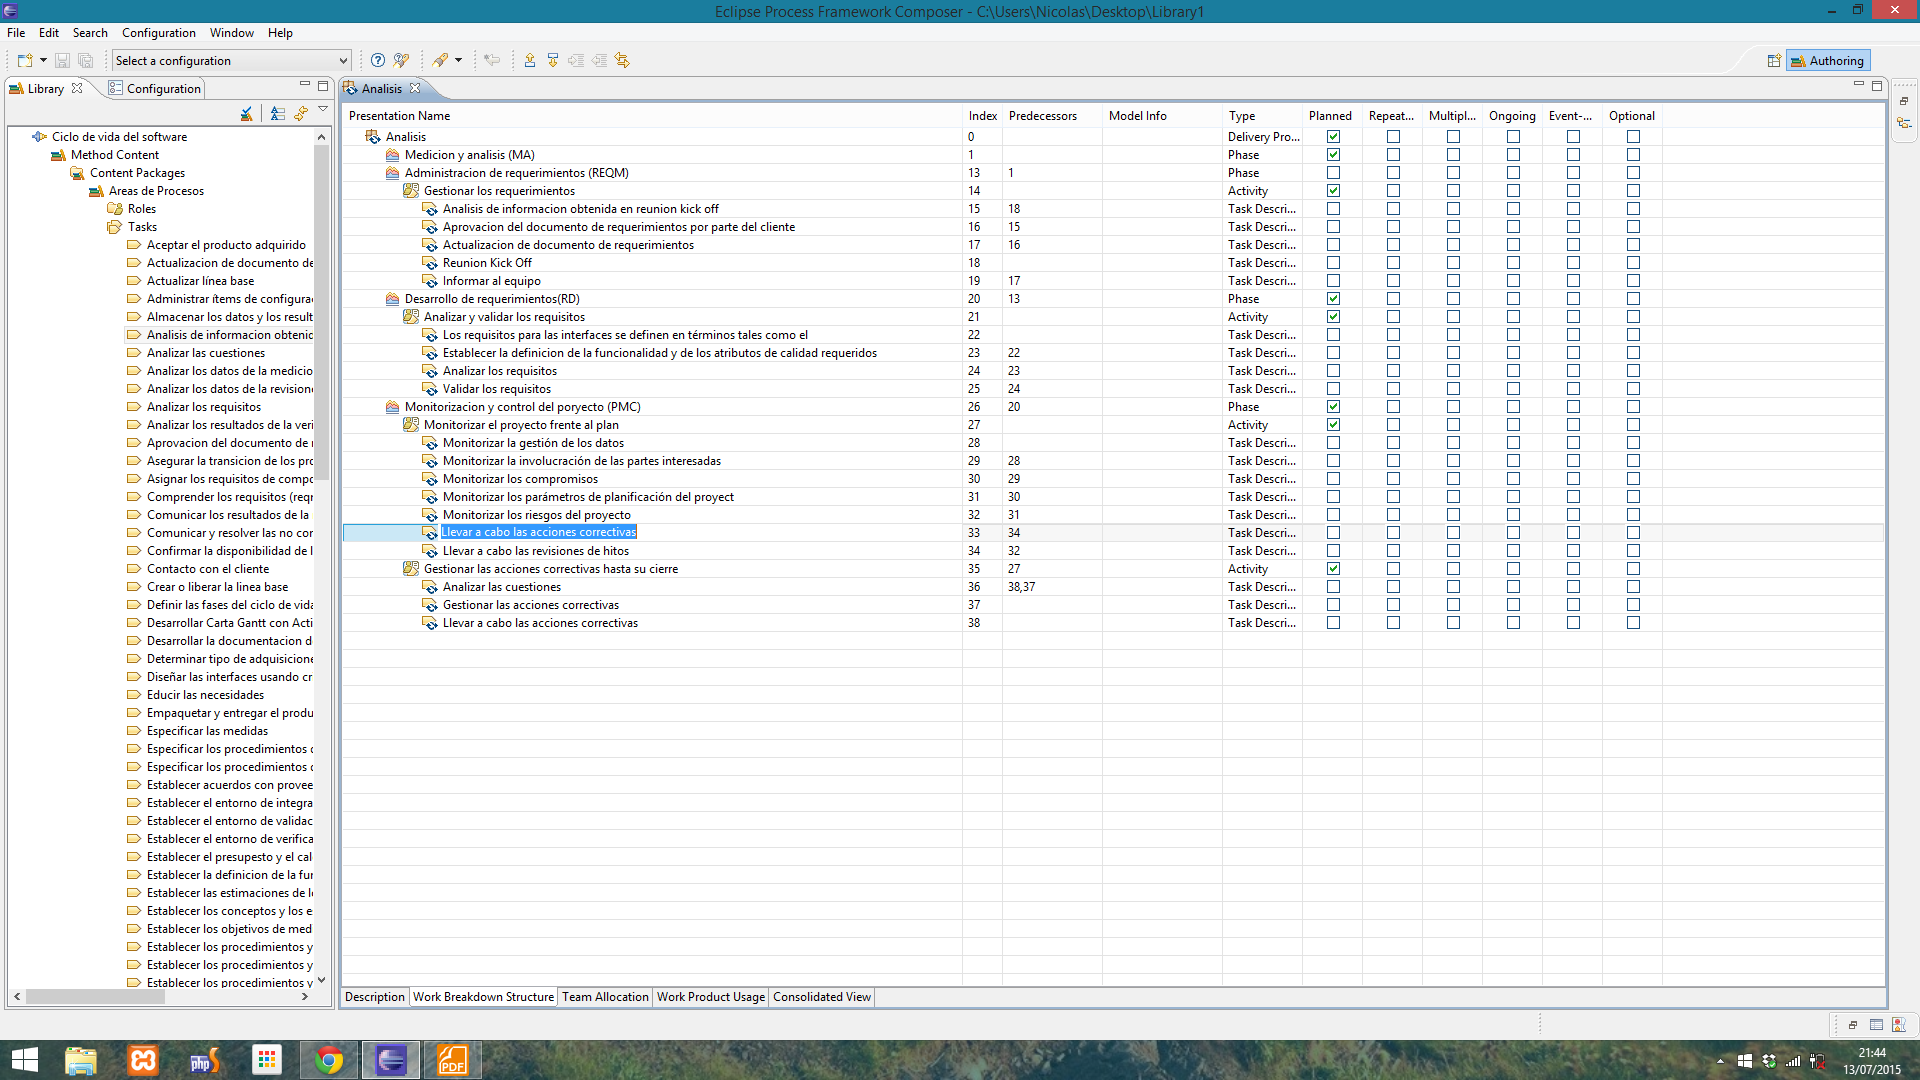 Eclipse Process Framework Composer - C:\Users\Nicolas\Desktop\Library1
File Edit Search Configuration Window Help
Select a configuration
Authoring
Library Configuration
Ciclo de vida del software
Method Content
Content Packages
Areas de Procesos
Roles
Tasks
Aceptar el producto adquirido
Actualizacion de documento de
Actualizar línea base
Administrar ítems de configura
Almacenar los datos y los result
Analisis de informacion obtenid
Analizar las cuestiones
Analizar los datos de la medicio
Analizar los datos de la revisione
Analizar los requisitos
Analizar los resultados de la veri
Aprovacion del documento de
Asegurar la transicion de los pro
Asignar los requisitos de compo
Comprender los requisitos (requ
Comunicar los resultados de la
Comunicar y resolver las no con
Confirmar la disponibilidad de l
Contacto con el cliente
Crear o liberar la linea base
Definir las fases del ciclo de vida
Desarrollar Carta Gantt con Acti
Desarrollar la documentacion d
Determinar tipo de adquisicione
Diseñar las interfaces usando cr
Educir las necesidades
Empaquetar y entregar el produ
Especificar las medidas
Especificar los procedimientos
Especificar los procedimientos
Establecer acuerdos con provee
Establecer el entorno de integra
Establecer el entorno de validac
Establecer el entorno de verifica
Establecer el presupesto y el cal
Establecer la definicion de la fur
Establecer las estimaciones de l
Establecer los conceptos y los e
Establecer los objetivos de med
Establecer los procedimientos y
Establecer los procedimientos y
Establecer los procedimientos y
Analisis
Presentation Name Index Predecessors Model Info Type Planned Repeat... Multipl... Ongoing Event-... Optional
Analisis 0 Delivery Pro...
Medicion y analisis (MA) 1 Phase
Administracion de requerimientos (REQM) 13 1 Phase
Gestionar los requerimientos 14 Activity
Analisis de informacion obtenida en reunion kick off 15 18 Task Descri...
Aprovacion del documento de requerimientos por parte del cliente 16 15 Task Descri...
Actualizacion de documento de requerimientos 17 16 Task Descri...
Reunion Kick Off 18 Task Descri...
Informar al equipo 19 17 Task Descri...
Desarrollo de requerimientos(RD) 20 13 Phase
Analizar y validar los requisitos 21 Activity
Los requisitos para las interfaces se definen en términos tales como el 22 Task Descri...
Establecer la definicion de la funcionalidad y de los atributos de calidad requeridos 23 22 Task Descri...
Analizar los requisitos 24 23 Task Descri...
Validar los requisitos 25 24 Task Descri...
Monitorizacion y control del poryecto (PMC) 26 20 Phase
Monitorizar el proyecto frente al plan 27 Activity
Monitorizar la gestión de los datos 28 Task Descri...
Monitorizar la involucración de las partes interesadas 29 28 Task Descri...
Monitorizar los compromisos 30 29 Task Descri...
Monitorizar los parámetros de planificación del proyect 31 30 Task Descri...
Monitorizar los riesgos del proyecto 32 31 Task Descri...
Llevar a cabo las acciones correctivas 33 34 Task Descri...
Llevar a cabo las revisiones de hitos 34 32 Task Descri...
Gestionar las acciones correctivas hasta su cierre 35 27 Activity
Analizar las cuestiones 36 38,37 Task Descri...
Gestionar las acciones correctivas 37 Task Descri...
Llevar a cabo las acciones correctivas 38 Task Descri...
Description Work Breakdown Structure Team Allocation Work Product Usage Consolidated View
php
PDF
21:44
13/07/2015